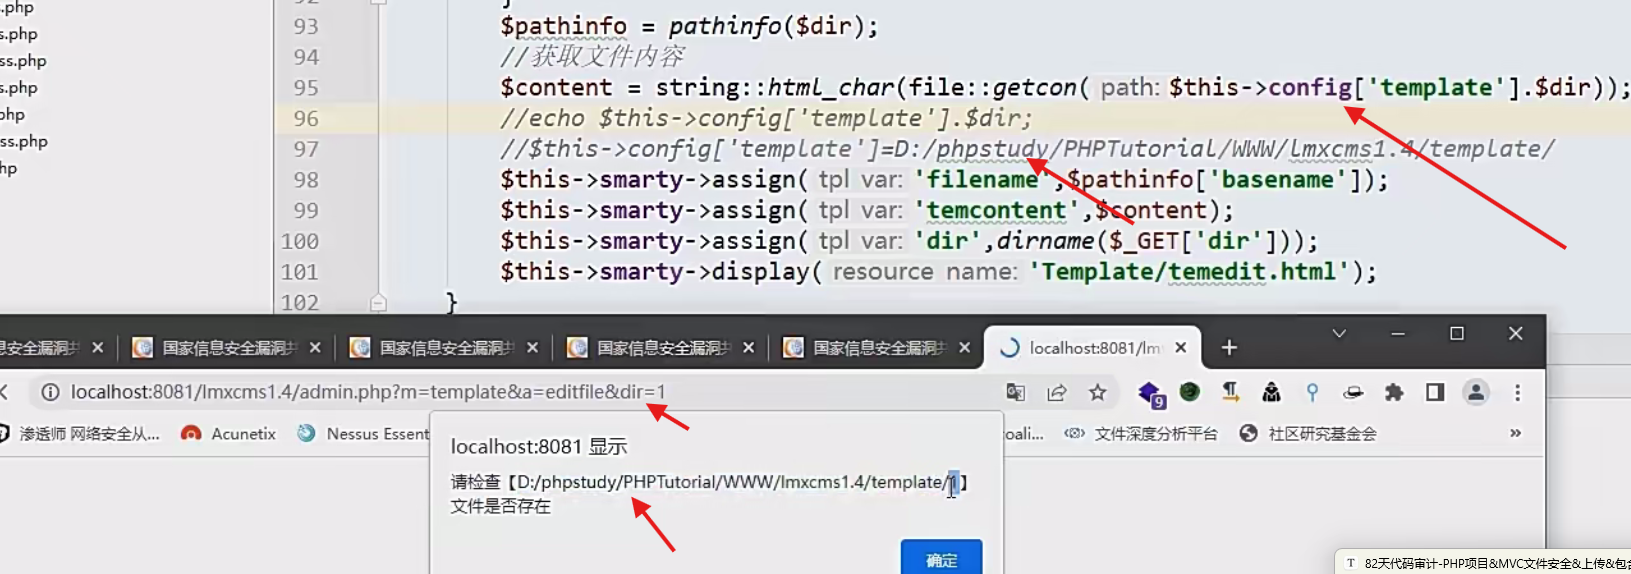 s.php
s.php
ss.php
s.php
php
ss.php
hp
93 $pathinfo = pathinfo($dir);
94 //获取文件内容
95 $content = string::html_char(file::getcon( path: $this->config['template'].$dir));
96 //echo $this->config['template'].$dir;
97 //$this->config['template']=D:/phpstudy/PHPTutorial/WWW/lmxcms1.4/template/
98 $this->smarty->assign( tpl var: 'filename',$pathinfo['basename']);
99 $this->smarty->assign( tpl var: 'temcontent',$content);
100 $this->smarty->assign( tpl var: 'dir',dirname($_GET['dir']));
101 $this->smarty->display( resource name: 'Template/temedit.html');
102 }
息安全漏洞共 国家信息安全漏洞共 国家信息安全漏洞共 国家信息安全漏洞共 国家信息安全漏洞共 localhost:8081/lm
localhost:8081/lmxcms1.4/admin.php?m=template&a=editfile&dir=1
9
渗透师 网络安全从... Acunetix Nessus Essent oali... 文件深度分析平台 社区研究基金会 »
localhost:8081 显示
请检查【D:/phpstudy/PHPTutorial/WWW/lmxcms1.4/template/1】
文件是否存在
确定
T 82天代码审计-PHP项目&MVC文件安全&上传&包含